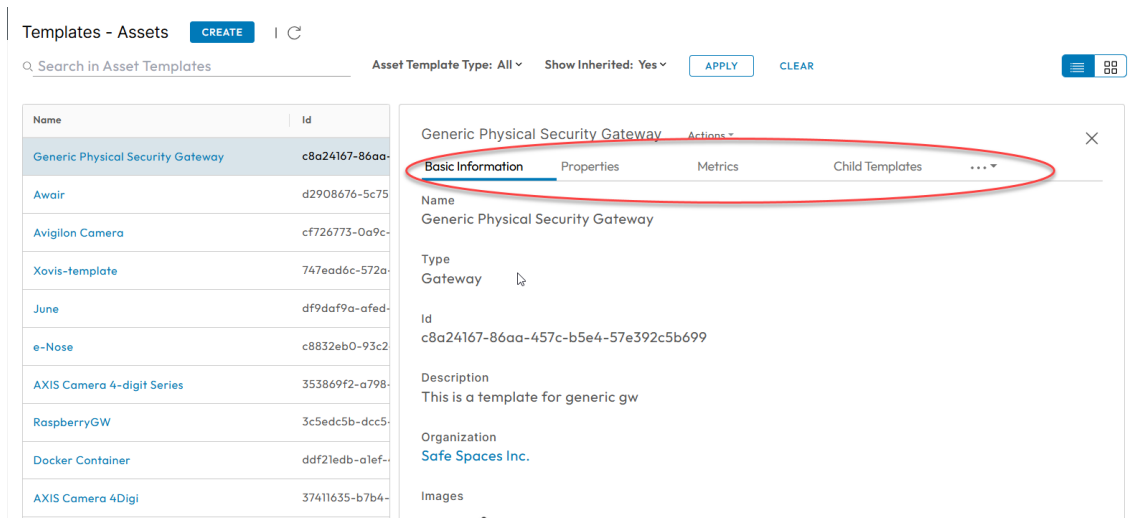 Templates - Assets CREATE
Search in Asset Templates Asset Template Type: All Show Inherited: Yes APPLY CLEAR
Name Id
Generic Physical Security Gateway c8a24167-86aa-
Awair d2908676-5c75
Avigilon Camera cf726773-0a9c-
Xovis-template 747ead6c-572a-
June df9daf9a-afed-
e-Nose c8832eb0-93c2
AXIS Camera 4-digit Series 353869f2-a798-
RaspberryGW 3c5edc5b-dcc5-
Docker Container ddf21edb-a1ef-
AXIS Camera 4Digi 37411635-b7b4-
Generic Physical Security Gateway Actions
Basic Information Properties Metrics Child Templates ...
Name
Generic Physical Security Gateway
Type
Gateway
Id
c8a24167-86aa-457c-b5e4-57e392c5b699
Description
This is a template for generic gw
Organization
Safe Spaces Inc.
Images